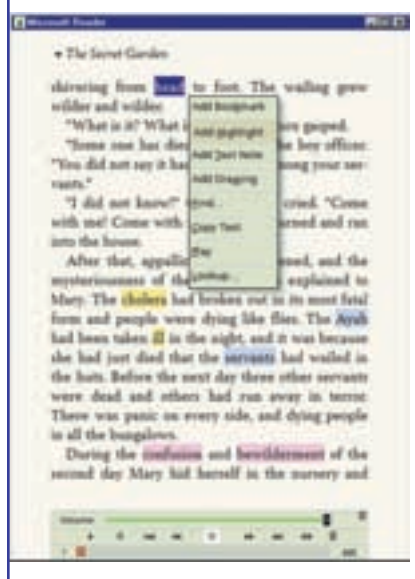 Microsoft Reader
The Secret Garden
shivering from head to foot. The wailing grew
wilder and wilder.
"What is it? What i gasped.
"Some one has die he boy officer.
"You did not say it ha ong your ser-
vants."
"I did not know!" cried. "Come
with me! Come with rned and ran
into the house.
After that, appallin ened, and the
mysteriousness of the explained to
Mary. The cholera had broken out in its most fatal
form and people were dying like flies. The Ayah
had been taken ill in the night, and it was because
she had just died that the servants had wailed in
the huts. Before the next day three other servants
were dead and others had run away in terror.
There was panic on every side, and dying people
in all the bungalows.
During the confusion and bewilderment of the
second day Mary hid herself in the nursery and
Add Bookmark
Add Highlight
Add Text Note
Add Drawing
Find...
Copy Text
Play
Lookup...
Volume